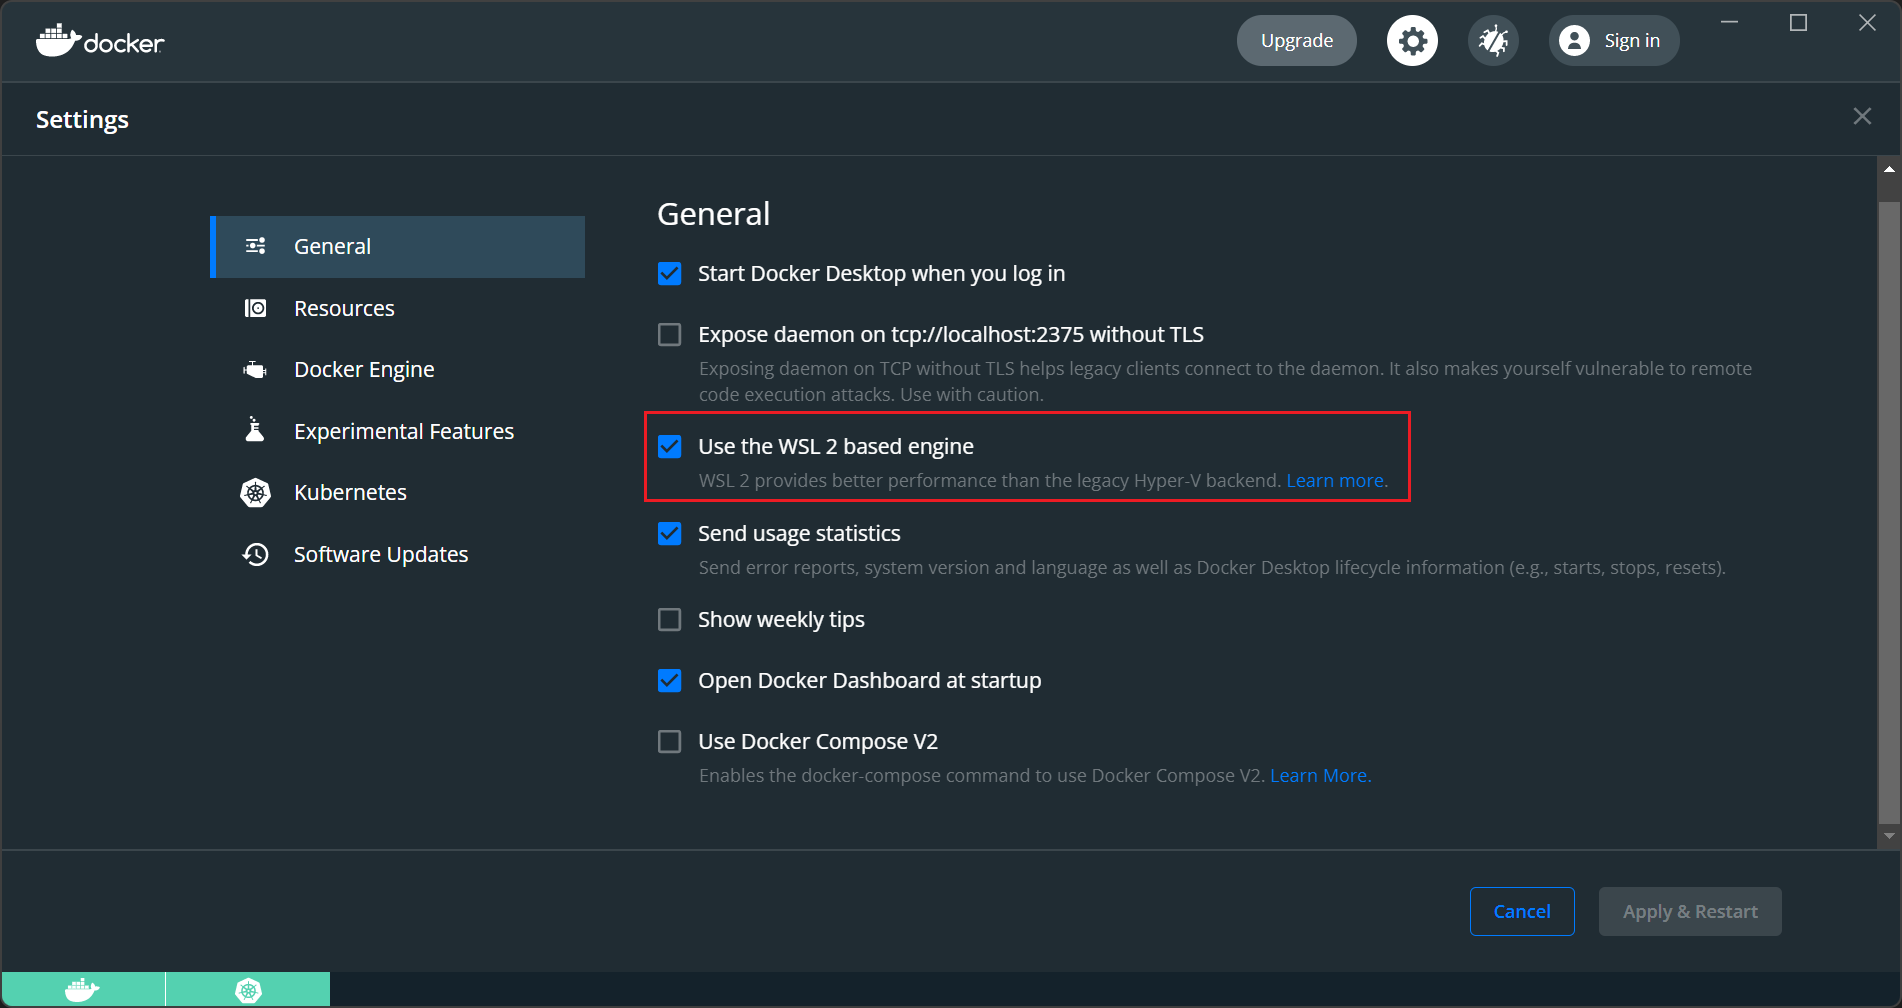 docker
Upgrade
Sign in
Settings
General
Resources
Docker Engine
Experimental Features
Kubernetes
Software Updates
General
Start Docker Desktop when you log in
Expose daemon on tcp://localhost:2375 without TLS
Exposing daemon on TCP without TLS helps legacy clients connect to the daemon. It also makes yourself vulnerable to remote
code execution attacks. Use with caution.
Use the WSL 2 based engine
WSL 2 provides better performance than the legacy Hyper-V backend. Learn more.
Send usage statistics
Send error reports, system version and language as well as Docker Desktop lifecycle information (e.g., starts, stops, resets).
Show weekly tips
Open Docker Dashboard at startup
Use Docker Compose V2
Enables the docker-compose command to use Docker Compose V2. Learn More.
Cancel
Apply & Restart